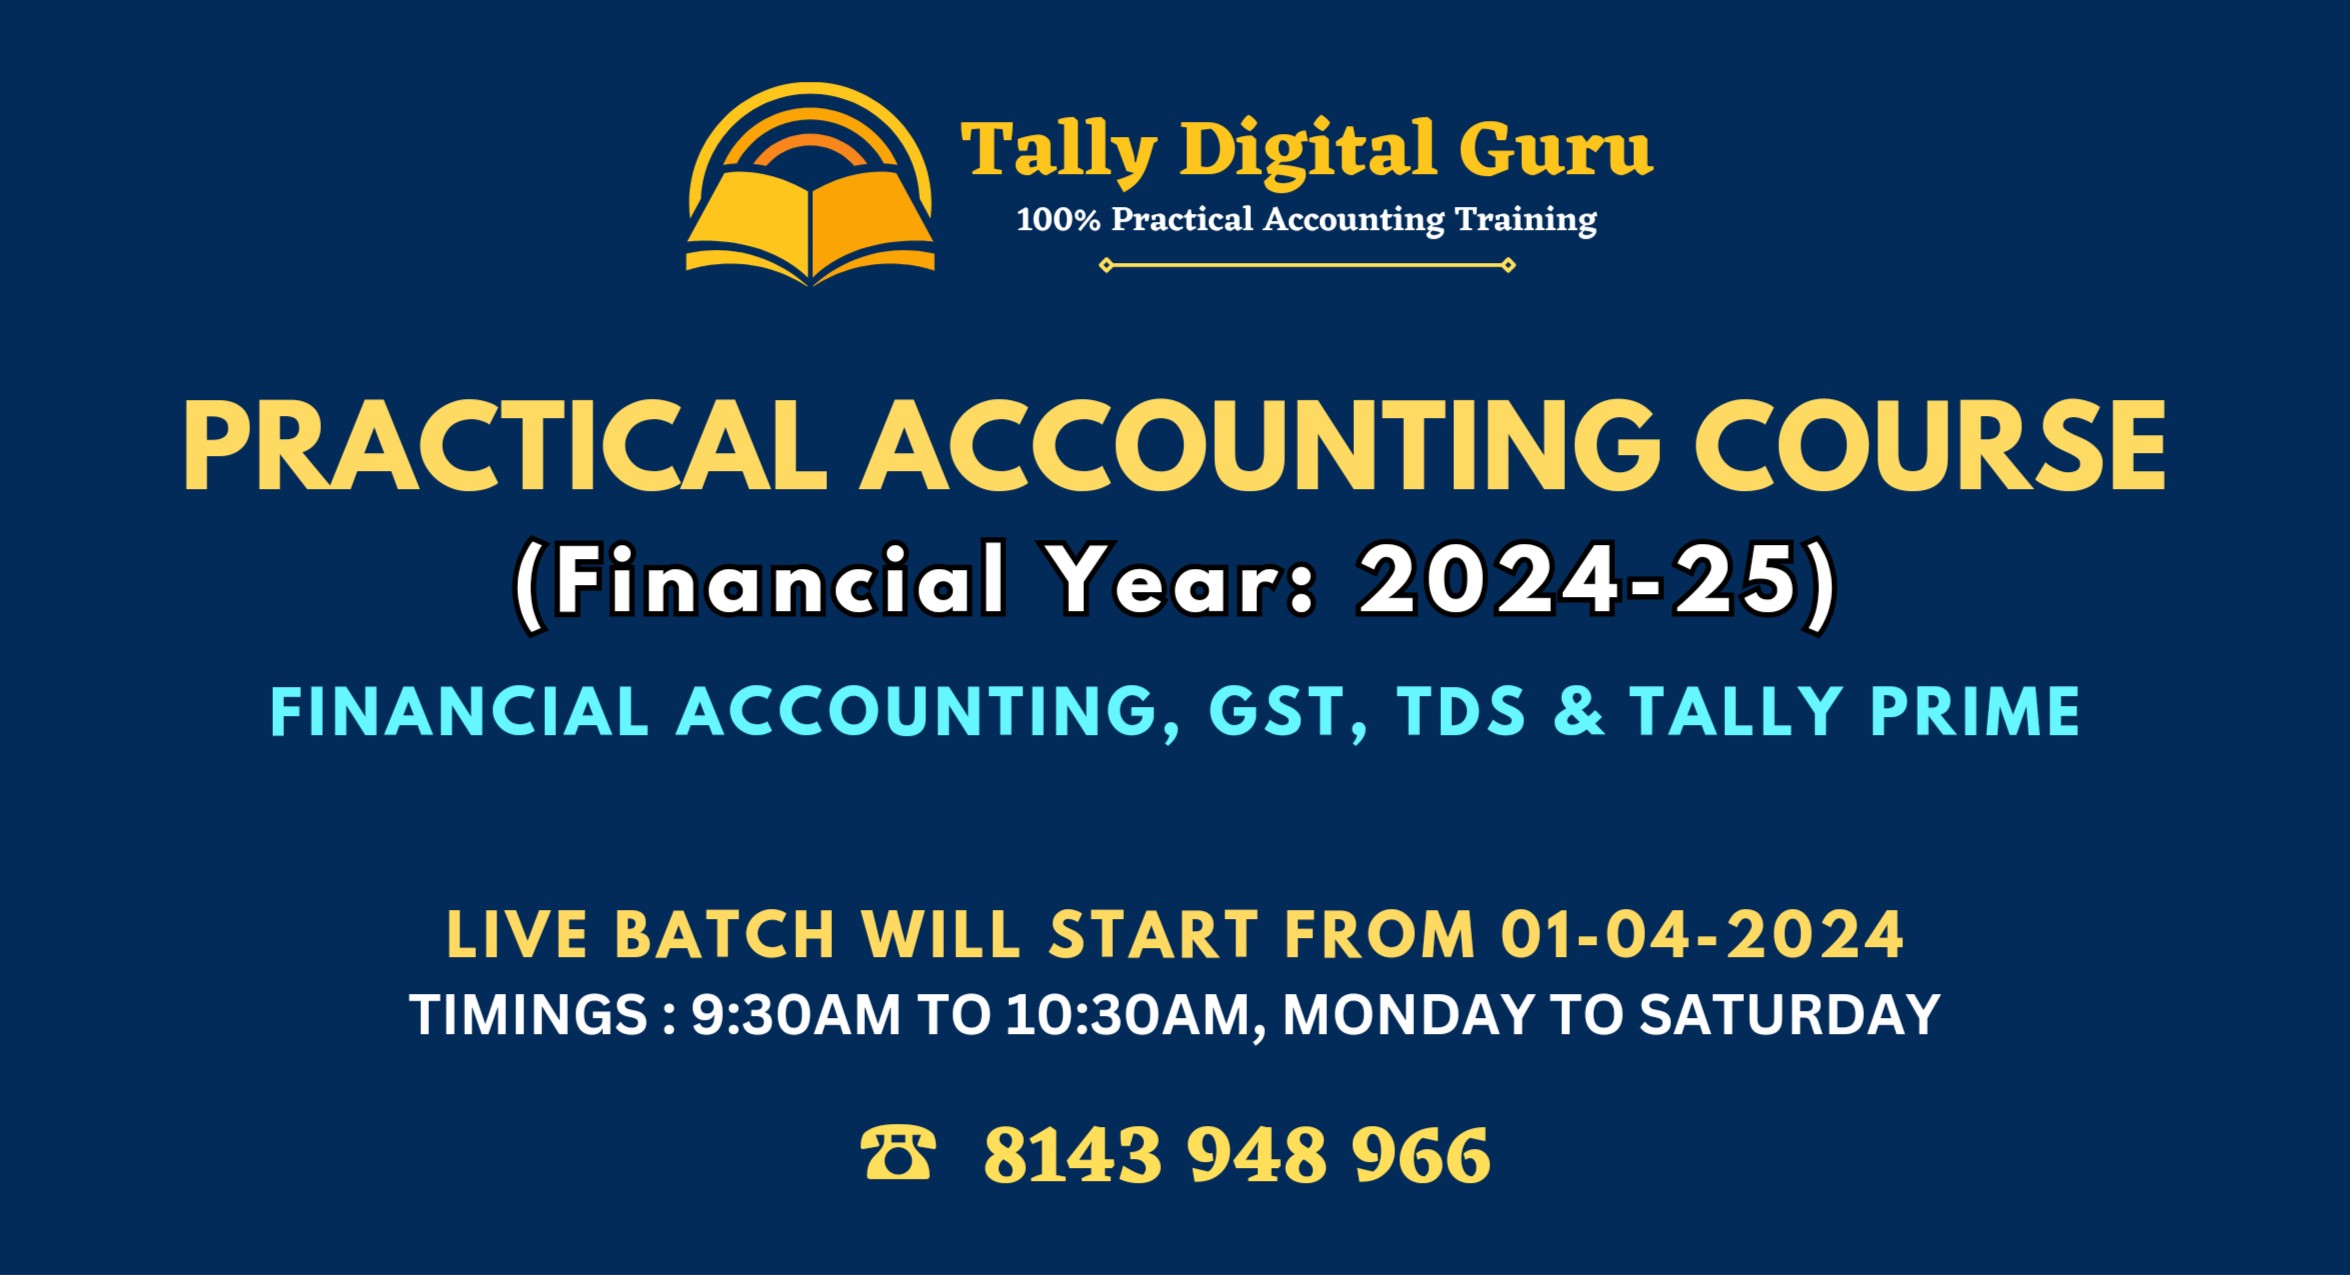 Tally Digital Guru
100% Practical Accounting Training
PRACTICAL ACCOUNTING COURSE
(Financial Year: 2024-25)
FINANCIAL ACCOUNTING, GST, TDS & TALLY PRIME
LIVE BATCH WILL START FROM 01-04-2024
TIMINGS : 9:30AM TO 10:30AM, MONDAY TO SATURDAY
☎ 8143 948 966